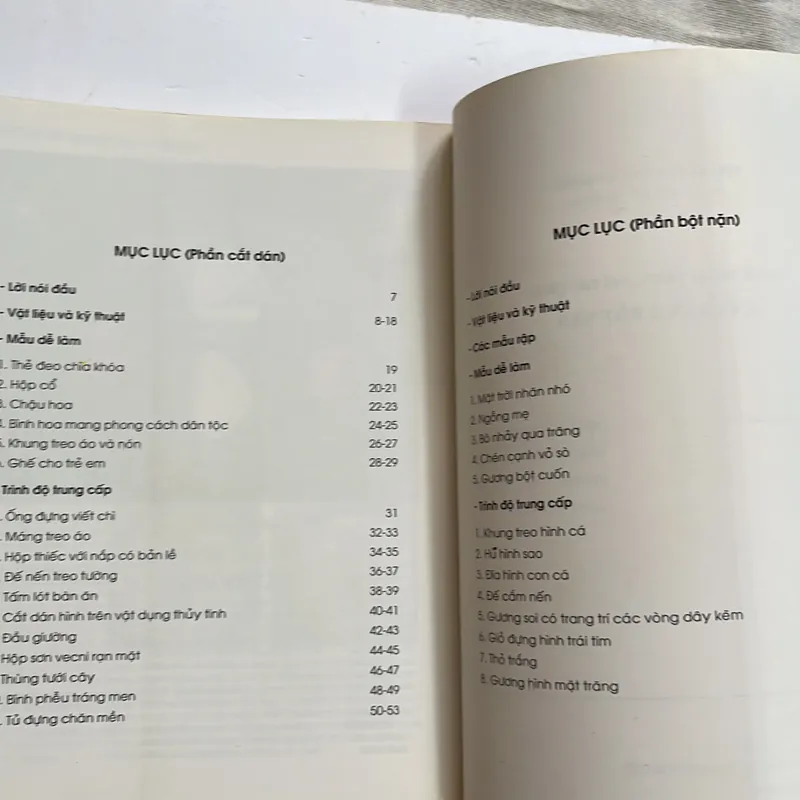 MỤC LỤC (Phần cắt dán)
- Lời nói đầu 7
- Vật liệu và kỹ thuật 8-18
- Mẫu dễ làm
1. Thẻ đeo chìa khóa 19
2. Hộp cổ 20-21
3. Chậu hoa 22-23
4. Bình hoa mang phong cách dân tộc 24-25
5. Khung treo áo và nón 26-27
. Ghế cho trẻ em 28-29
Trình độ trung cấp
. Ống đựng viết chì 31
. Máng treo áo 32-33
. Hộp thiếc với nắp có bản lề 34-35
Đế nến treo tường 36-37
Tấm lót bàn ăn 38-39
Cắt dán hình trên vật dụng thủy tinh 40-41
Đầu giường 42-43
Hộp sơn vecni rạn mặt 44-45
Thùng tưới cây 46-47
. Bình phễu tráng men 48-49
. Tủ đựng chăn mền 50-53
MỤC LỤC (Phần bột nặn)
- Lời nói đầu
- Vật liệu và kỹ thuật
- Các mẫu rập
- Mẫu dễ làm
1. Mặt trời nhăn nhó
2. Ngỗng mẹ
3. Bò nhảy qua trăng
4. Chén cạnh vỏ sò
5. Gương bột cuốn
- Trình độ trung cấp
1. Khung treo hình cá
2. Hũ hình sao
3. Đĩa hình con cá
4. Đế cắm nến
5. Gương soi có trang trí các vòng dây kẽm
6. Giỏ đựng hình trái tim
7. Thỏ trắng
8. Gương hình mặt trăng